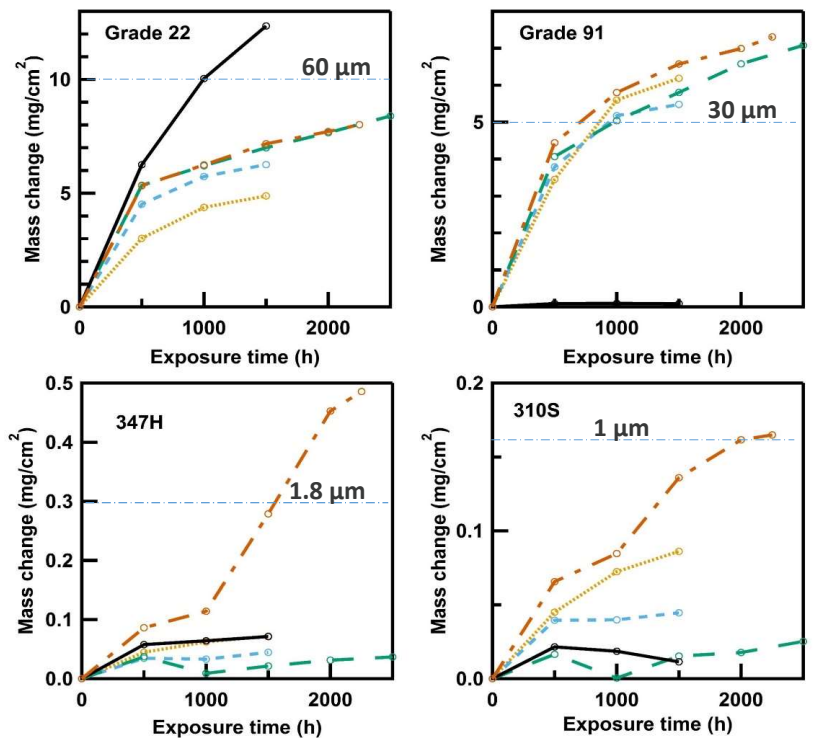 Grade 22
60 μm
Mass change (mg/cm²)
10
5
0
0
1000
2000
Exposure time (h)
Grade 91
30 μm
Mass change (mg/cm²)
5
0
0
1000
2000
Exposure time (h)
347H
1.8 μm
Mass change (mg/cm²)
0.5
0.4
0.3
0.2
0.1
0.0
0
1000
2000
Exposure time (h)
310S
1 μm
Mass change (mg/cm²)
0.2
0.1
0.0
0
1000
2000
Exposure time (h)